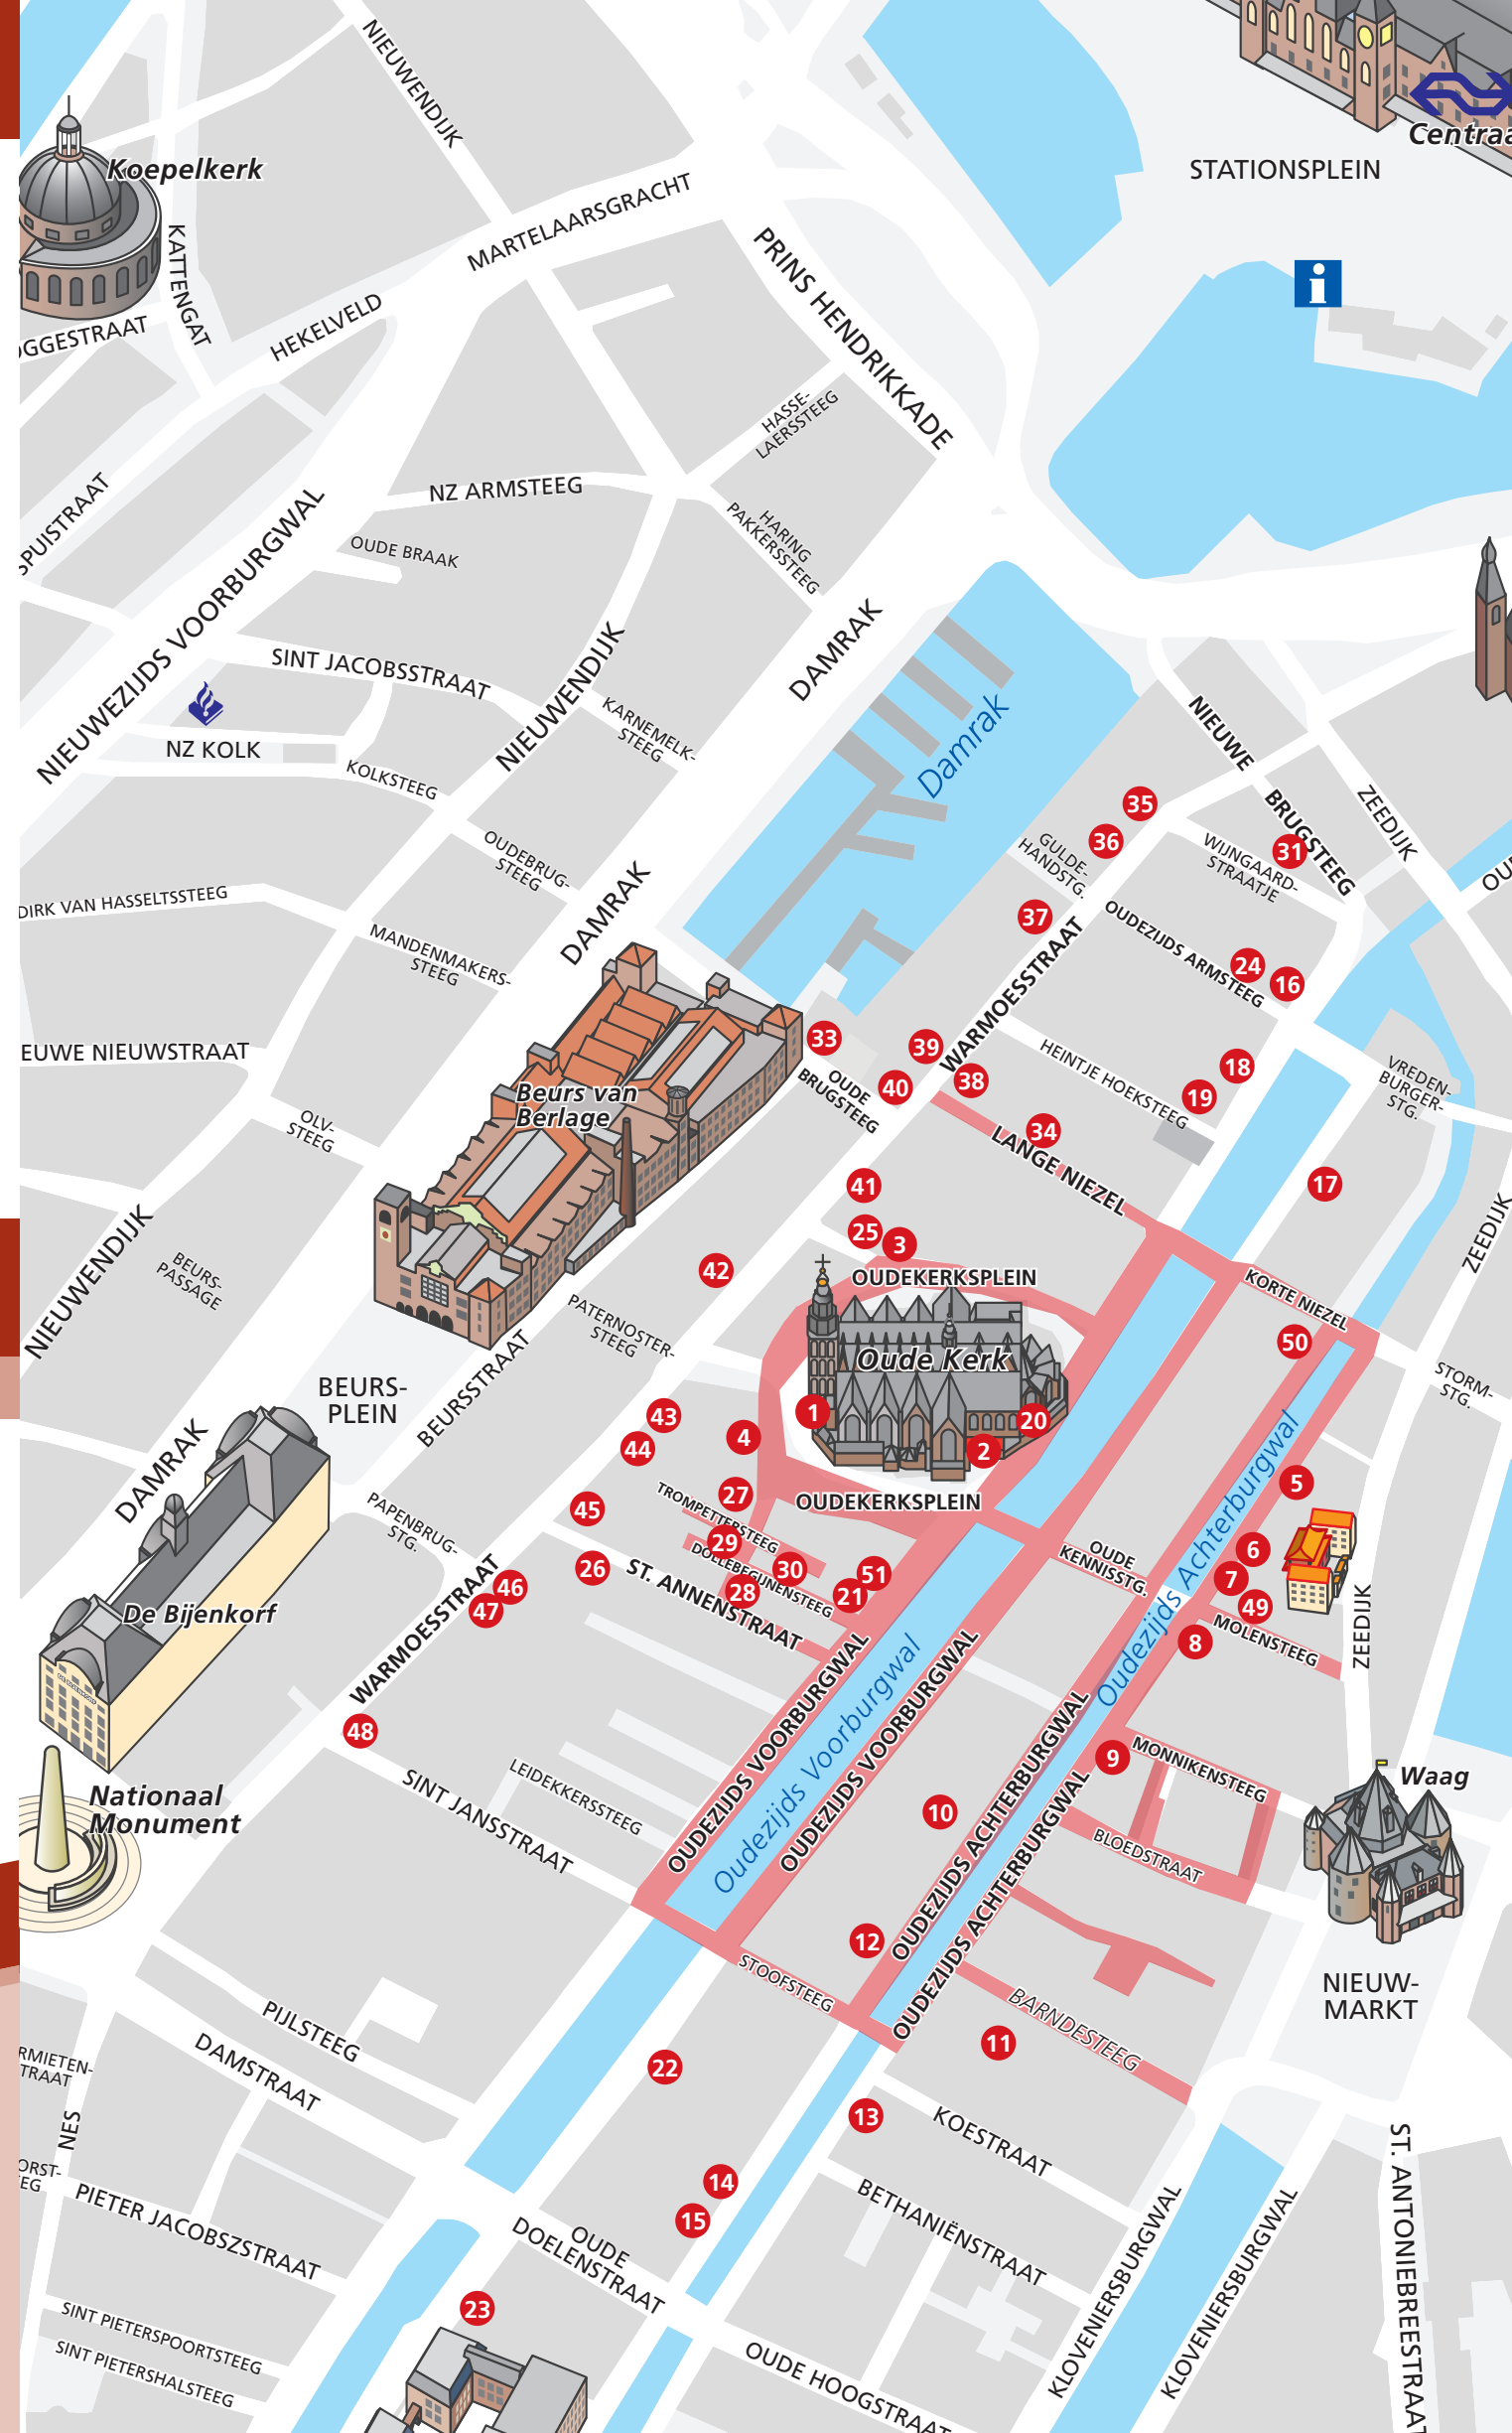 NIEUWENDIJK
Centraa
Koepelkerk
STATIONSPLEIN
MARTELAARSGRACHT
KATTENGAT
PRINS HENDRIKKADE
i
HEKELVELD
OGGESTRAAT
HASSE-
LAERSSTEEG
SPUISTRAAT
NZ ARMSTEEG
HARING
PAKKERSSTEEG
OUDE BRAAK
NIEUWEZIJDS VOORBURGWAL
DAMRAK
SINT JACOBSSTRAAT
NIEUWENDIJK
KARNEMELK-
STEEG
Damrak
NIEUWE
BRUGSTEEG
NZ KOLK
KOLKSTEEG
ZEEDIJK
35
36
31
GULDE-
HANDSTG.
WIJNGAARD-
STRAATJE
OUDEBRUG-
STEEG
OU
DIRK VAN HASSELTSSTEEG
DAMRAK
37
OUDEZIJDS ARMSTEEG
MANDENMAKERS-
STEEG
24
16
WARMOESSTRAAT
EUWE NIEUWSTRAAT
33
39
HEINTJE HOEKSTEEG
18
VREDEN-
BURGER-
STG.
Beurs van
Berlage
OUDE
BRUGSTEEG
40
38
19
OLV-
STEEG
34
LANGE NIEZEL
41
17
NIEUWENDIJK
25
3
ZEEDIJK
BEURS-
PASSAGE
42
OUDEKERKSPLEIN
KORTE NIEZEL
PATERNOSTER-
STEEG
50
Oude Kerk
BEURS-
PLEIN
BEURSSTRAAT
STORM-
STG.
43
1
20
4
44
2
DAMRAK
Oudezijds Achterburgwal
5
27
TROMPETTERSTEEG
OUDEKERKSPLEIN
45
PAPENBRUG-
STG.
29
6
OUDE
KENNISSTG.
DOLLEBEGIJNENSTEEG
26
30
51
7
ST. ANNENSTRAAT
28
21
46
49
47
De Bijenkorf
MOLENSTEEG
8
ZEEDIJK
WARMOESSTRAAT
OUDEZIJDS VOORBURGWAL
Oudezijds Voorburgwal
OUDEZIJDS VOORBURGWAL
OUDEZIJDS ACHTERBURGWAL
48
9
MONNIKENSTEEG
Waag
Nationaal
Monument
LEIDEKKERSSTEEG
SINT JANSSTRAAT
10
BLOEDSTRAAT
OUDEZIJDS ACHTERBURGWAL
12
STOOFSTEEG
NIEUW-
MARKT
BARNDESTEEG
PIJLSTEEG
11
DAMSTRAAT
RMIETEN-
TRAAT
22
NES
13
KOESTRAAT
ST. ANTONIEBREESTRAAT
ORST-
EG
14
BETHANIËNSTRAAT
PIETER JACOBSZSTRAAT
15
OUDE
DOELENSTRAAT
KLOVENIERSBURGWAL
KLOVENIERSBURGWAL
23
SINT PIETERSPOORTSTEEG
SINT PIETERSHALSTEEG
OUDE HOOGSTRAAT